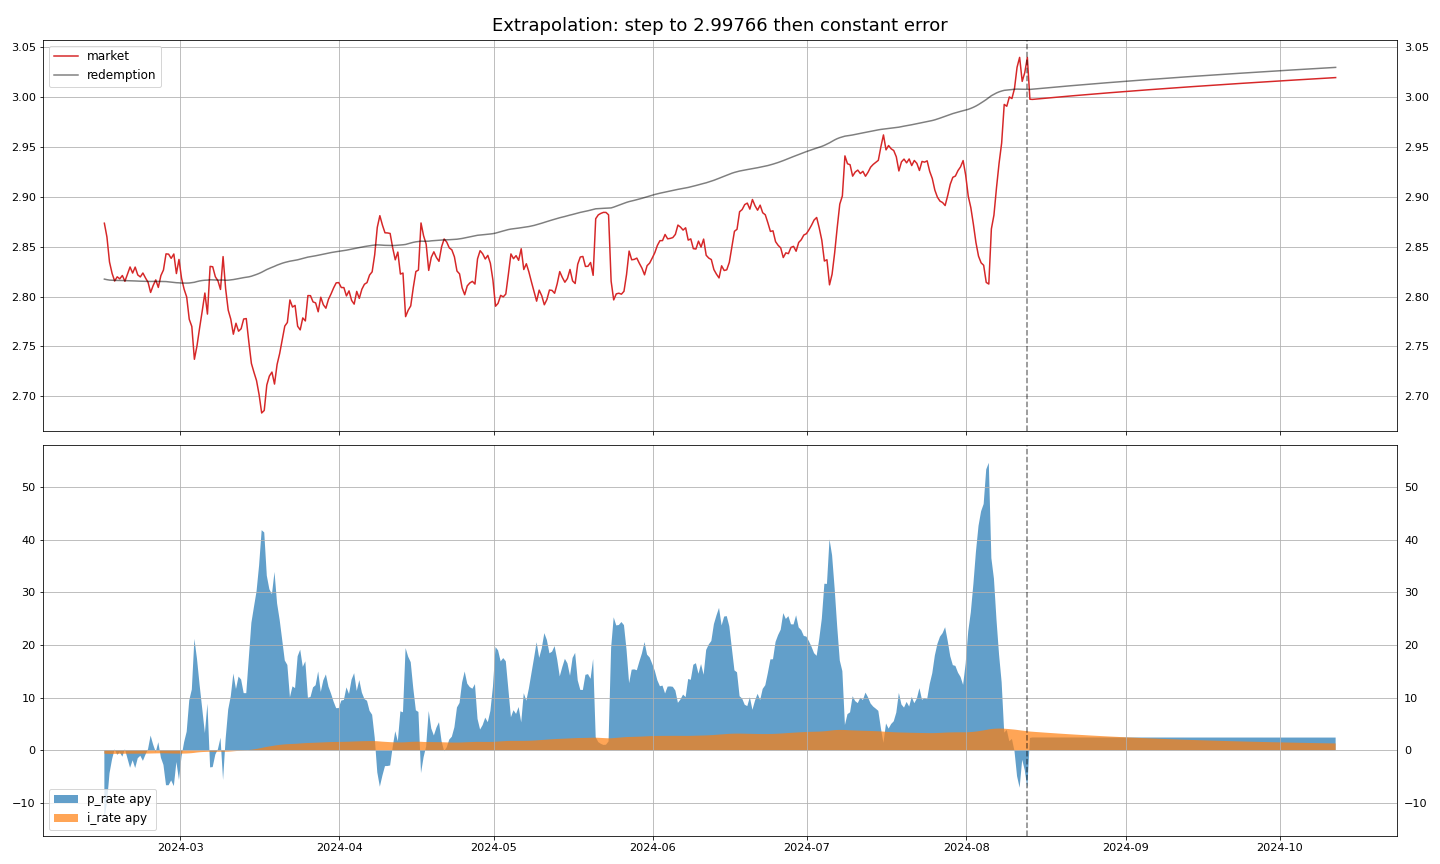 Extrapolation: step to 2.99766 then constant error
market
redemption
3.05 3.05
3.00 3.00
2.95 2.95
2.90 2.90
2.85 2.85
2.80 2.80
2.75 2.75
2.70 2.70
50 50
40 40
30 30
20 20
10 10
0 0
−10 −10
p_rate apy
i_rate apy
2024-03 2024-04 2024-05 2024-06 2024-07 2024-08 2024-09 2024-10